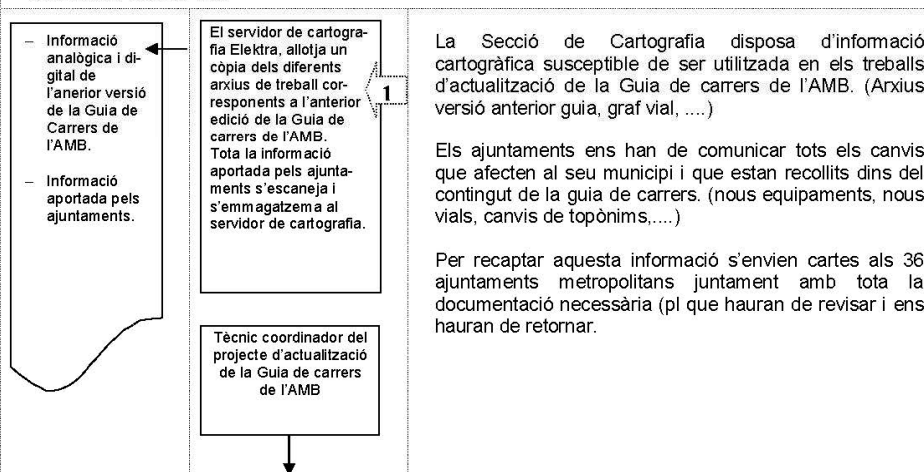 – Informació
analògica i di-
gital de
l'anerior versió
de la Guia de
Carrers de
l'AMB.
– Informació
aportada pels
ajuntaments.
El servidor de cartogra-
fia Elektra, allotja un
còpia dels diferents
arxius de treball cor-
responents a l'anterior
edició de la Guia de
carrers de l'AMB.
Tota la informació
aportada pels ajunta-
ments s'escaneja i
s'emmagatzema al
servidor de cartografia.
1
Tècnic coordinador del
projecte d'actualització
de la Guia de carrers
de l'AMB
La Secció de Cartografia disposa d'informació
cartogràfica susceptible de ser utilitzada en els treballs
d'actualització de la Guia de carrers de l'AMB. (Arxius
versió anterior guia, graf vial, ....)
Els ajuntaments ens han de comunicar tots els canvis
que afecten al seu municipi i que estan recollits dins del
contingut de la guia de carrers. (nous equipaments, nous
vials, canvis de topònims,....)
Per recaptar aquesta informació s'envien cartes als 36
ajuntaments metropolitans juntament amb tota la
documentació necessària (pl que hauran de revisar i ens
hauran de retornar.